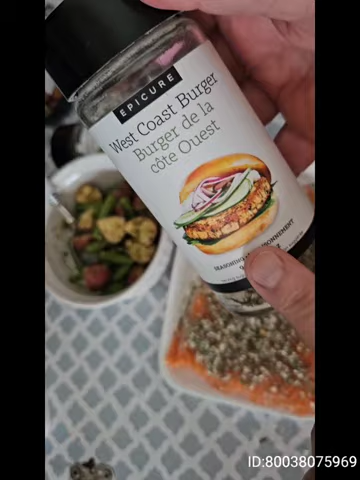 EPICURE
West Coast Burger
Burger de la
côte Ouest
ID:80038075969